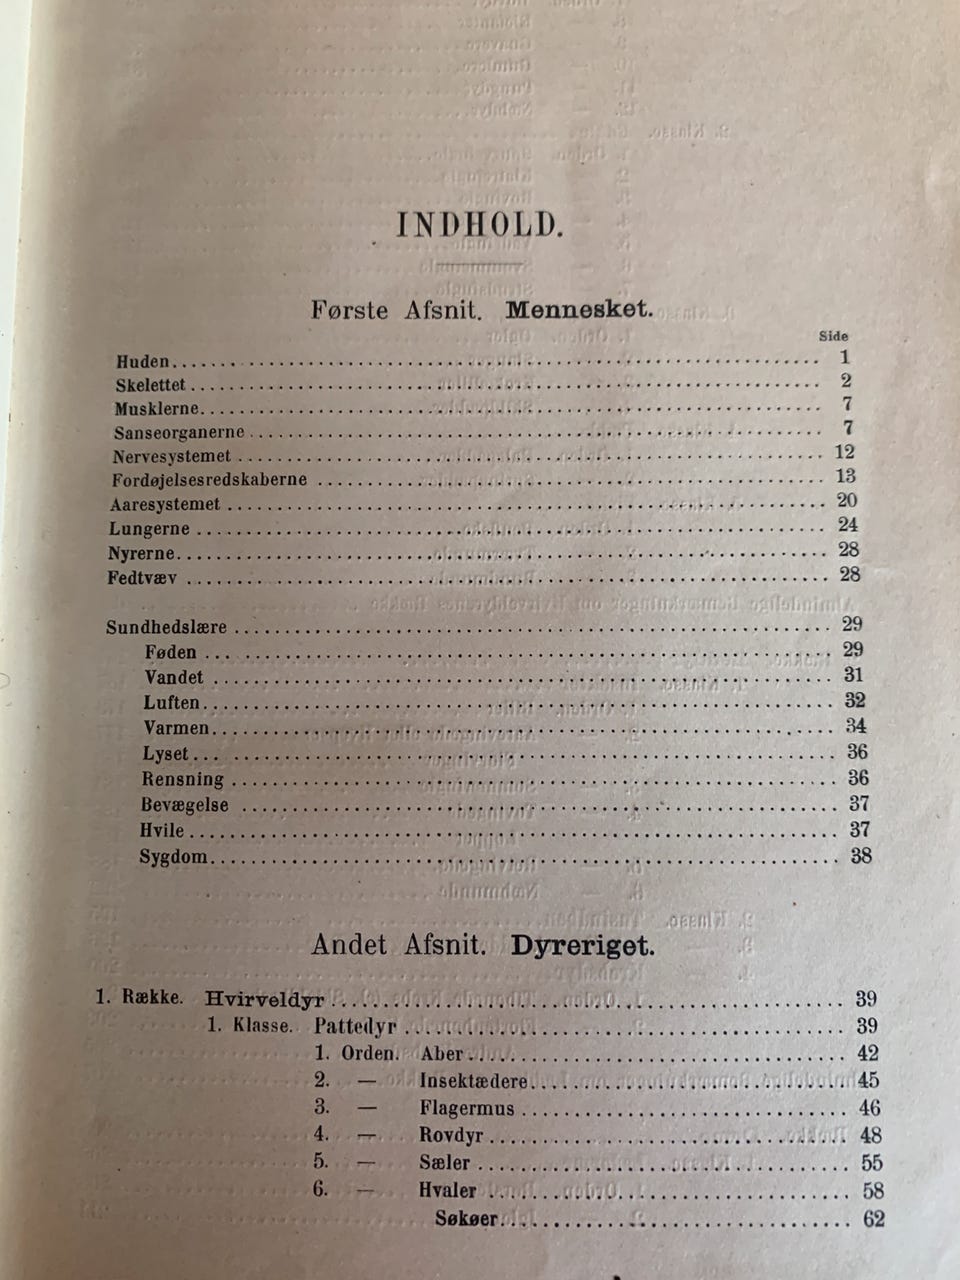 INDHOLD.
Første Afsnit. Mennesket.
Side
Huden 1
Skelettet 2
Musklerne 7
Sanseorganerne 7
Nervesystemet 12
Fordøjelsesredskaberne 13
Aaresystemet 20
Lungerne 24
Nyrerne 28
Fedtvæv 28
Sundhedslære 29
Føden 29
Vandet 31
Luften 32
Varmen 34
Lyset 36
Rensning 36
Bevægelse 37
Hvile 37
Sygdom 38
Andet Afsnit. Dyreriget.
1. Række. Hvirveldyr 39
1. Klasse. Pattedyr 39
1. Orden. Aber 42
2. — Insektædere 45
3. — Flagermus 46
4. — Rovdyr 48
5. — Sæler 55
6. — Hvaler 58
Søkøer 62